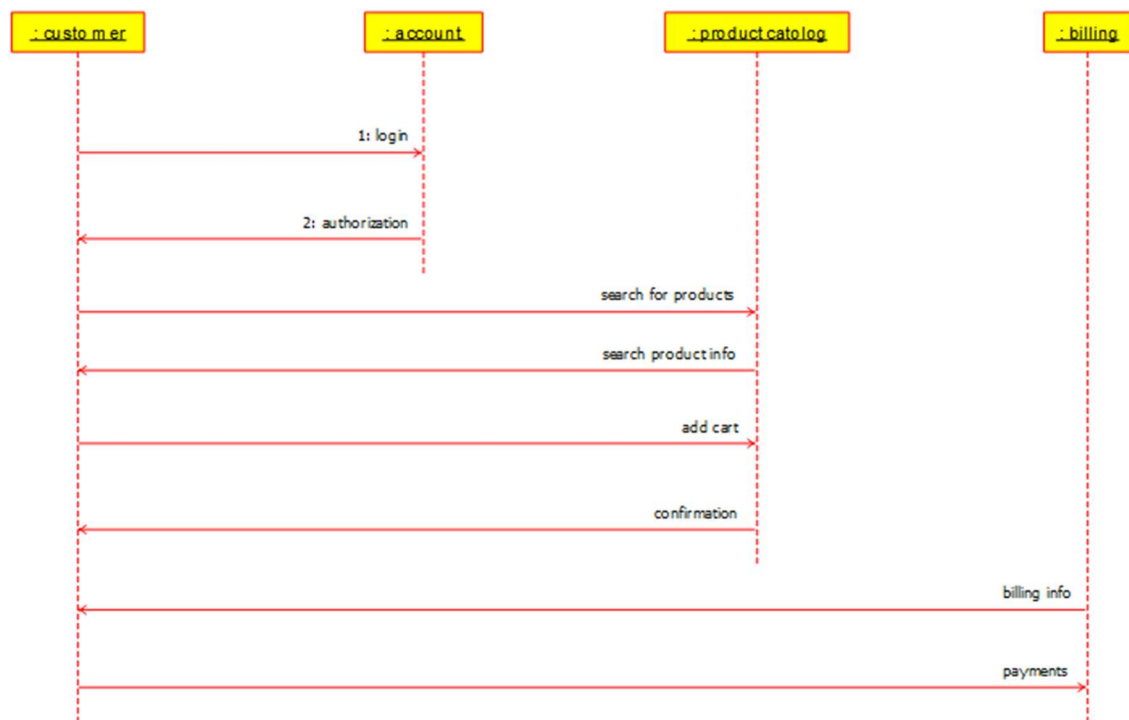 : customer
: account
: product catolog
: billing
1: login
2: authorization
search for products
search product info
add cart
confirmation
billing info
payments